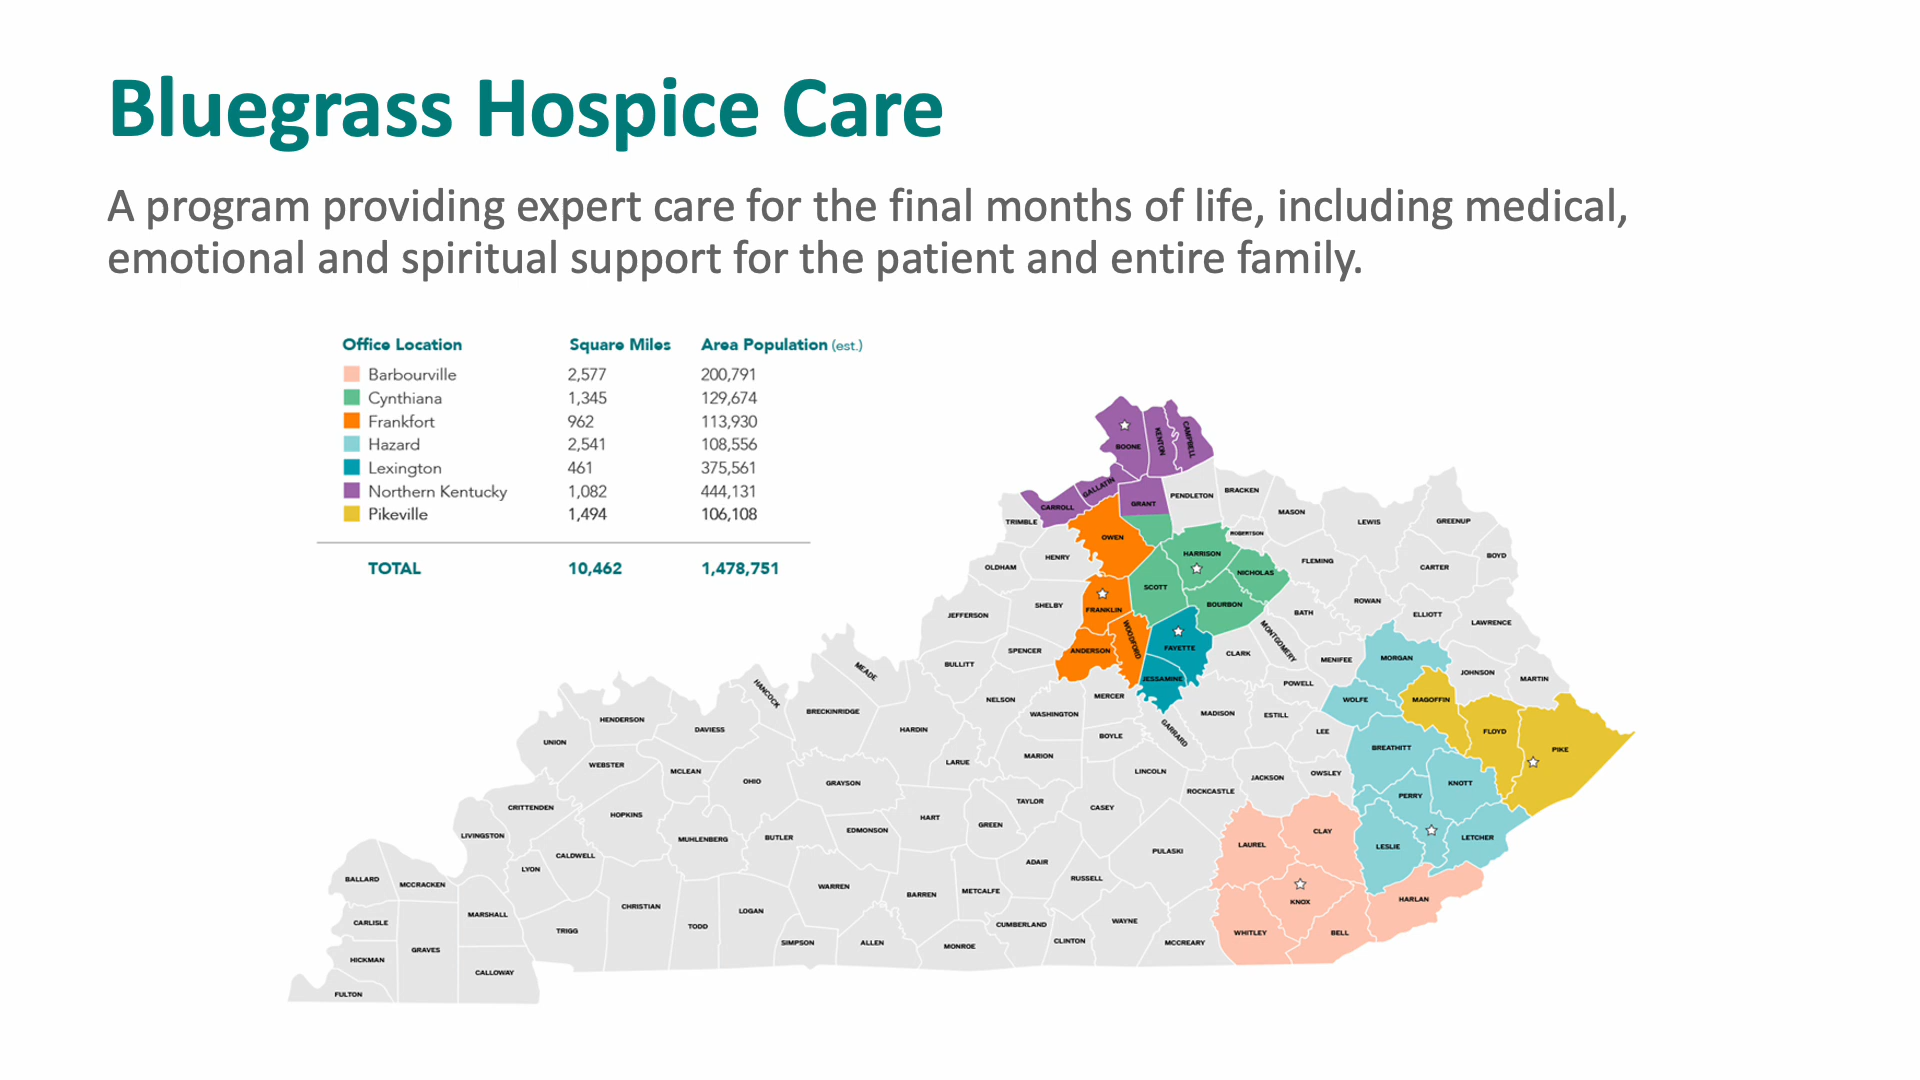 Bluegrass Hospice Care
A program providing expert care for the final months of life, including medical,
emotional and spiritual support for the patient and entire family.
Office Location Square Miles Area Population (est.)
Barbourville 2,577 200,791
Cynthiana 1,345 129,674
Frankfort 962 113,930
Hazard 2,541 108,556
Lexington 461 375,561
Northern Kentucky 1,082 444,131
Pikeville 1,494 106,108
TOTAL 10,462 1,478,751
BOONE
KENTON
CAMPBELL
GALLATIN
CARROLL
GRANT
PENDLETON
BRACKEN
MASON
TRIMBLE
LEWIS
GREENUP
OWEN
ROBERTSON
HENRY
HARRISON
BOYD
OLDHAM
FLEMING
CARTER
NICHOLAS
SCOTT
SHELBY
FRANKLIN
BOURBON
ROWAN
BATH
ELLIOTT
JEFFERSON
LAWRENCE
WOODFORD
MONTGOMERY
SPENCER
ANDERSON
FAYETTE
CLARK
MENIFEE
MORGAN
BULLITT
MEADE
JESSAMINE
POWELL
JOHNSON
MARTIN
HANCOCK
NELSON
MERCER
WOLFE
MAGOFFIN
BRECKINRIDGE
WASHINGTON
MADISON
ESTILL
HENDERSON
DAVIESS
HARDIN
GARRARD
LEE
FLOYD
UNION
BOYLE
BREATHITT
PIKE
WEBSTER
MCLEAN
LARUE
MARION
LINCOLN
OHIO
GRAYSON
JACKSON
OWSLEY
KNOTT
ROCKCASTLE
PERRY
CRITTENDEN
TAYLOR
CASEY
HOPKINS
HART
GREEN
LIVINGSTON
MUHLENBERG
BUTLER
EDMONSON
CLAY
LETCHER
LAUREL
LESLIE
CALDWELL
PULASKI
LYON
ADAIR
BALLARD
MCCRACKEN
WARREN
RUSSELL
BARREN
METCALFE
KNOX
HARLAN
CHRISTIAN
LOGAN
MARSHALL
CARLISLE
TODD
CUMBERLAND
WAYNE
TRIGG
WHITLEY
BELL
SIMPSON
ALLEN
MONROE
CLINTON
MCCREARY
GRAVES
HICKMAN
CALLOWAY
FULTON